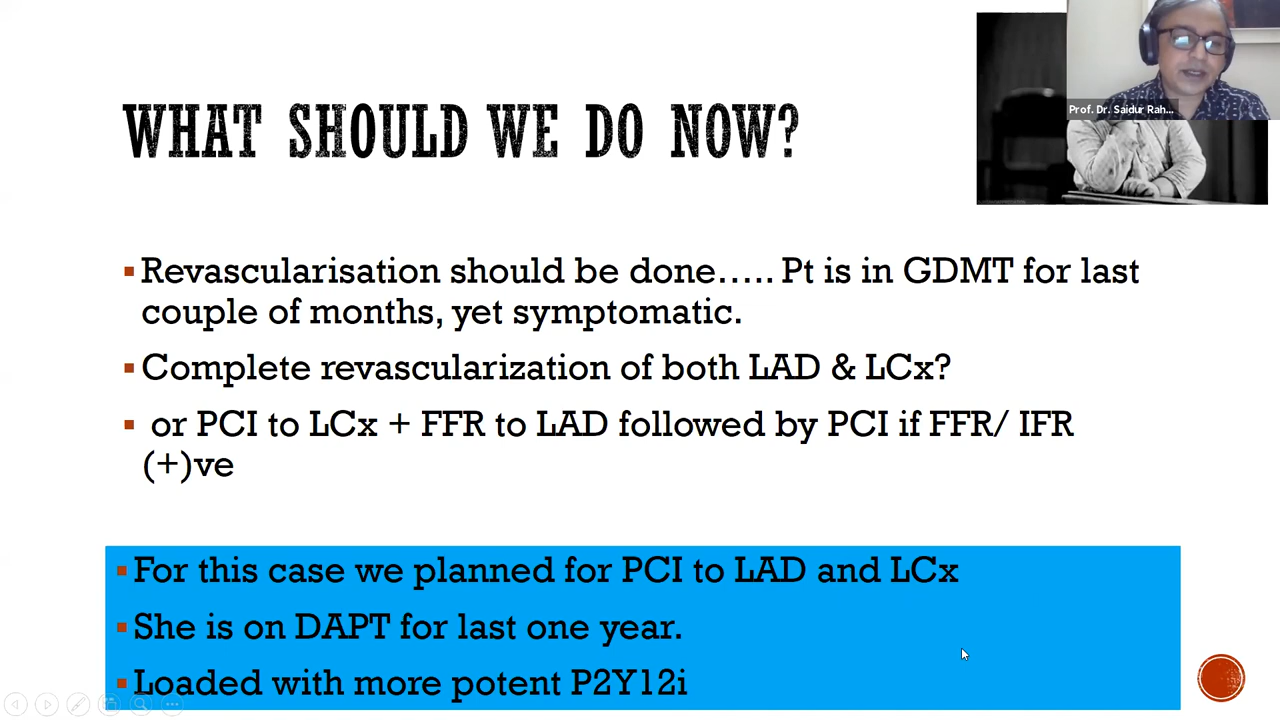 Prof. Dr. Saidur Rah...
WHAT SHOULD WE DO NOW?
Revascularisation should be done..... Pt is in GDMT for last
couple of months, yet symptomatic.
Complete revascularization of both LAD & LCx?
or PCI to LCx + FFR to LAD followed by PCI if FFR/ IFR
(+)ve
For this case we planned for PCI to LAD and LCx
She is on DAPT for last one year.
Loaded with more potent P2Y12i